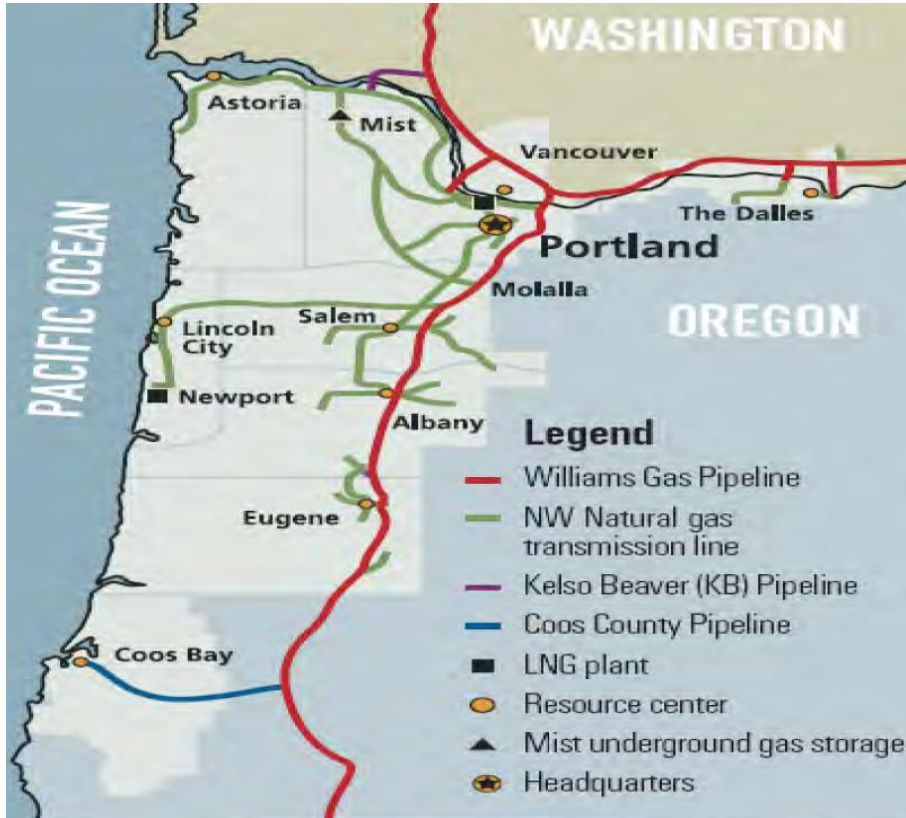 WASHINGTON
Astoria
Mist
Vancouver
The Dalles
Portland
Molalla
PACIFIC OCEAN
OREGON
Salem
Lincoln
City
Newport
Albany
Eugene
Coos Bay
Legend
Williams Gas Pipeline
NW Natural gas
transmission line
Kelso Beaver (KB) Pipeline
Coos County Pipeline
LNG plant
Resource center
Mist underground gas storage
Headquarters